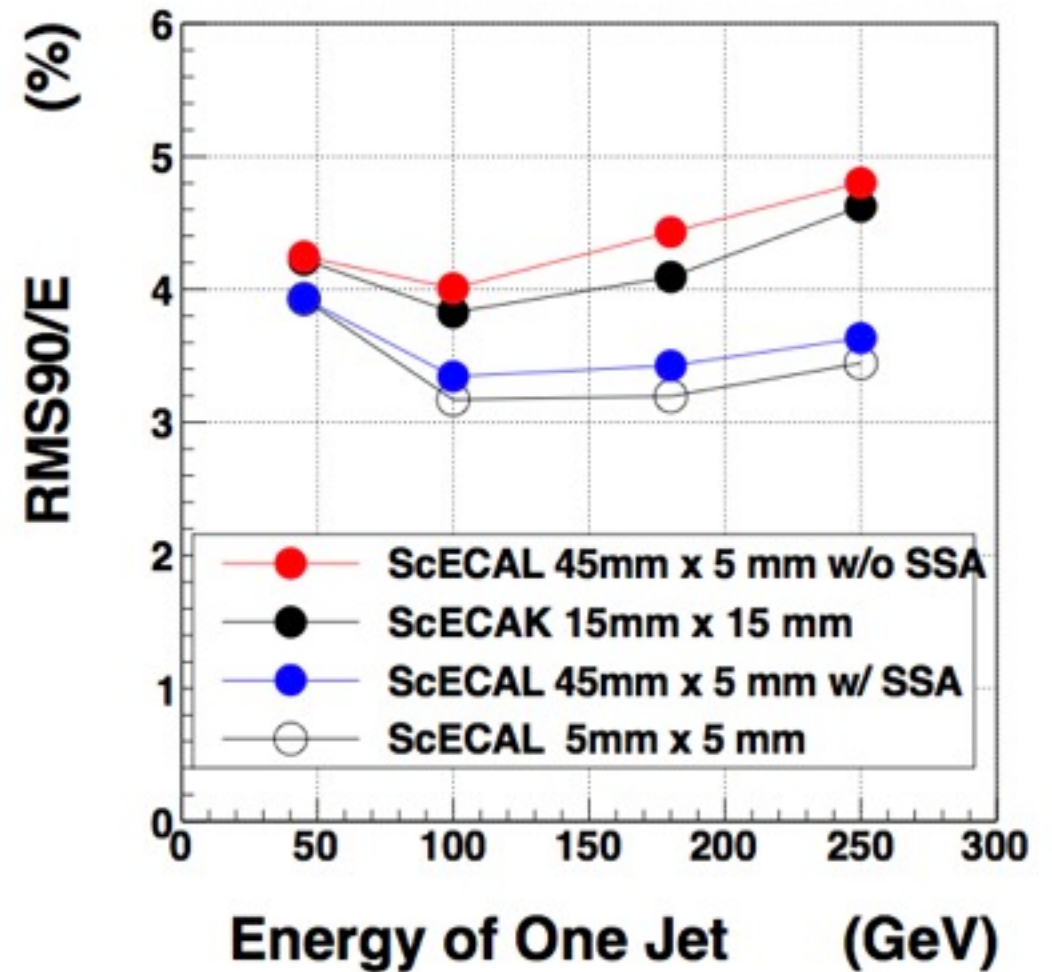 RMS90/E (%)
6
5
4
3
2
1
0
ScECAL 45mm x 5 mm w/o SSA
ScECAK 15mm x 15 mm
ScECAL 45mm x 5 mm w/ SSA
ScECAL 5mm x 5 mm
0 50 100 150 200 250 300
Energy of One Jet (GeV)